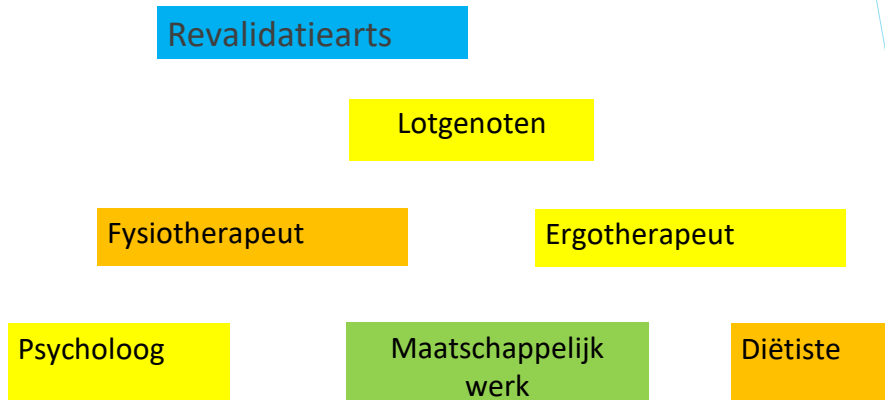 Revalidatiearts
Lotgenoten
Fysiotherapeut
Ergotherapeut
Psycholoog
Maatschappelijk
werk
Diëtiste